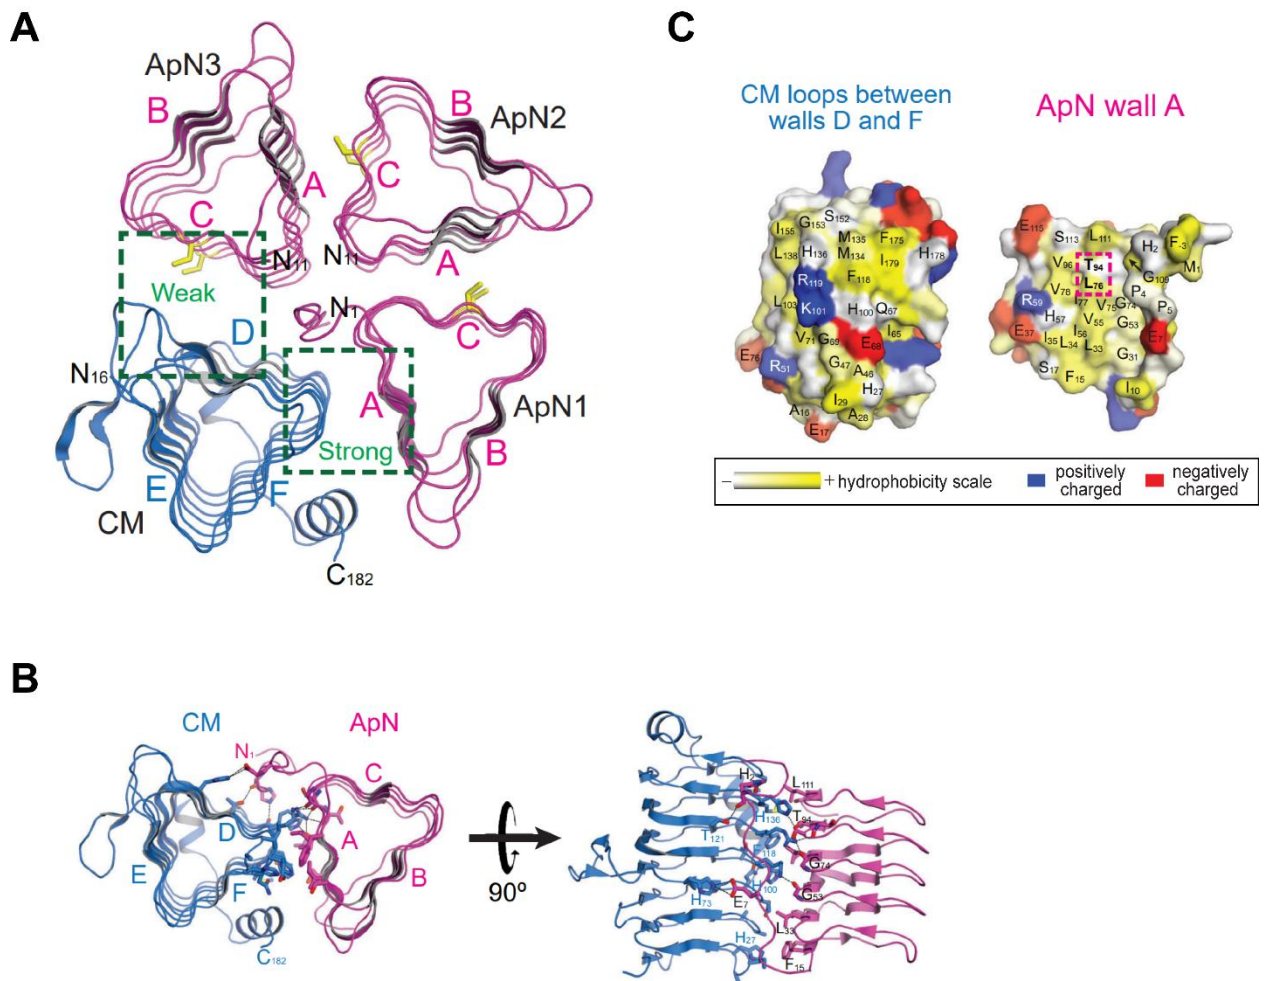 A
ApN3
B
A
C
N11
ApN2
B
C
N11
A
Weak
D
N1
C
N16
A
ApN1
B
Strong
E
F
CM
C182
C
CM loops between
walls D and F
ApN wall A
S152
G153
I155
M135
F175
L138
H136
M134
I179
H178
R119
F118
L103
K101
H100
Q67
V71
G69
E68
I65
E76
R51
G47
A46
I29
H27
A16
A28
E17
E115
S113
L111
H2
F-3
V96
T94
M1
G109
V78
L76
P4
R59
I77
V75
G74
P5
H57
V55
G53
E37
I35
I56
E7
L34
L33
G31
S17
F15
I10
– + hydrophobicity scale
positively
charged
negatively
charged
B
CM
ApN
N1
C
D
A
E
F
B
C182
90º
H2
L111
H136
T94
T121
F118
G74
H100
G53
H73
E7
L33
H27
F15